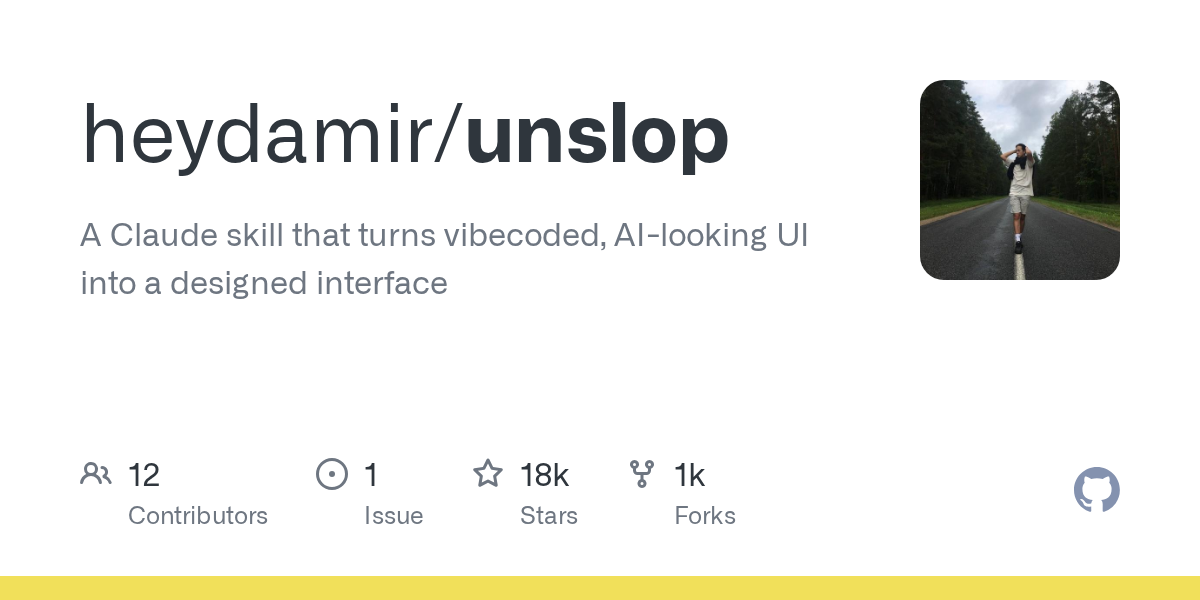 heydamir/unslop
A Claude skill that turns vibecoded, AI-looking UI
into a designed interface
12
Contributors
1
Issue
18k
Stars
1k
Forks